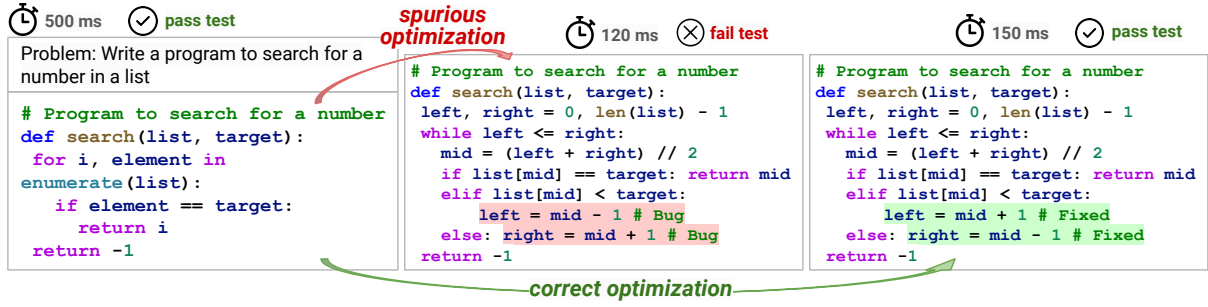 500 ms pass test
Problem: Write a program to search for a
number in a list
# Program to search for a number
def search(list, target):
for i, element in
enumerate(list):
if element == target:
return i
return -1
spurious
optimization
120 ms fail test
# Program to search for a number
def search(list, target):
left, right = 0, len(list) - 1
while left <= right:
mid = (left + right) // 2
if list[mid] == target: return mid
elif list[mid] < target:
left = mid - 1 # Bug
else: right = mid + 1 # Bug
return -1
150 ms pass test
# Program to search for a number
def search(list, target):
left, right = 0, len(list) - 1
while left <= right:
mid = (left + right) // 2
if list[mid] == target: return mid
elif list[mid] < target:
left = mid + 1 # Fixed
else: right = mid - 1 # Fixed
return -1
correct optimization